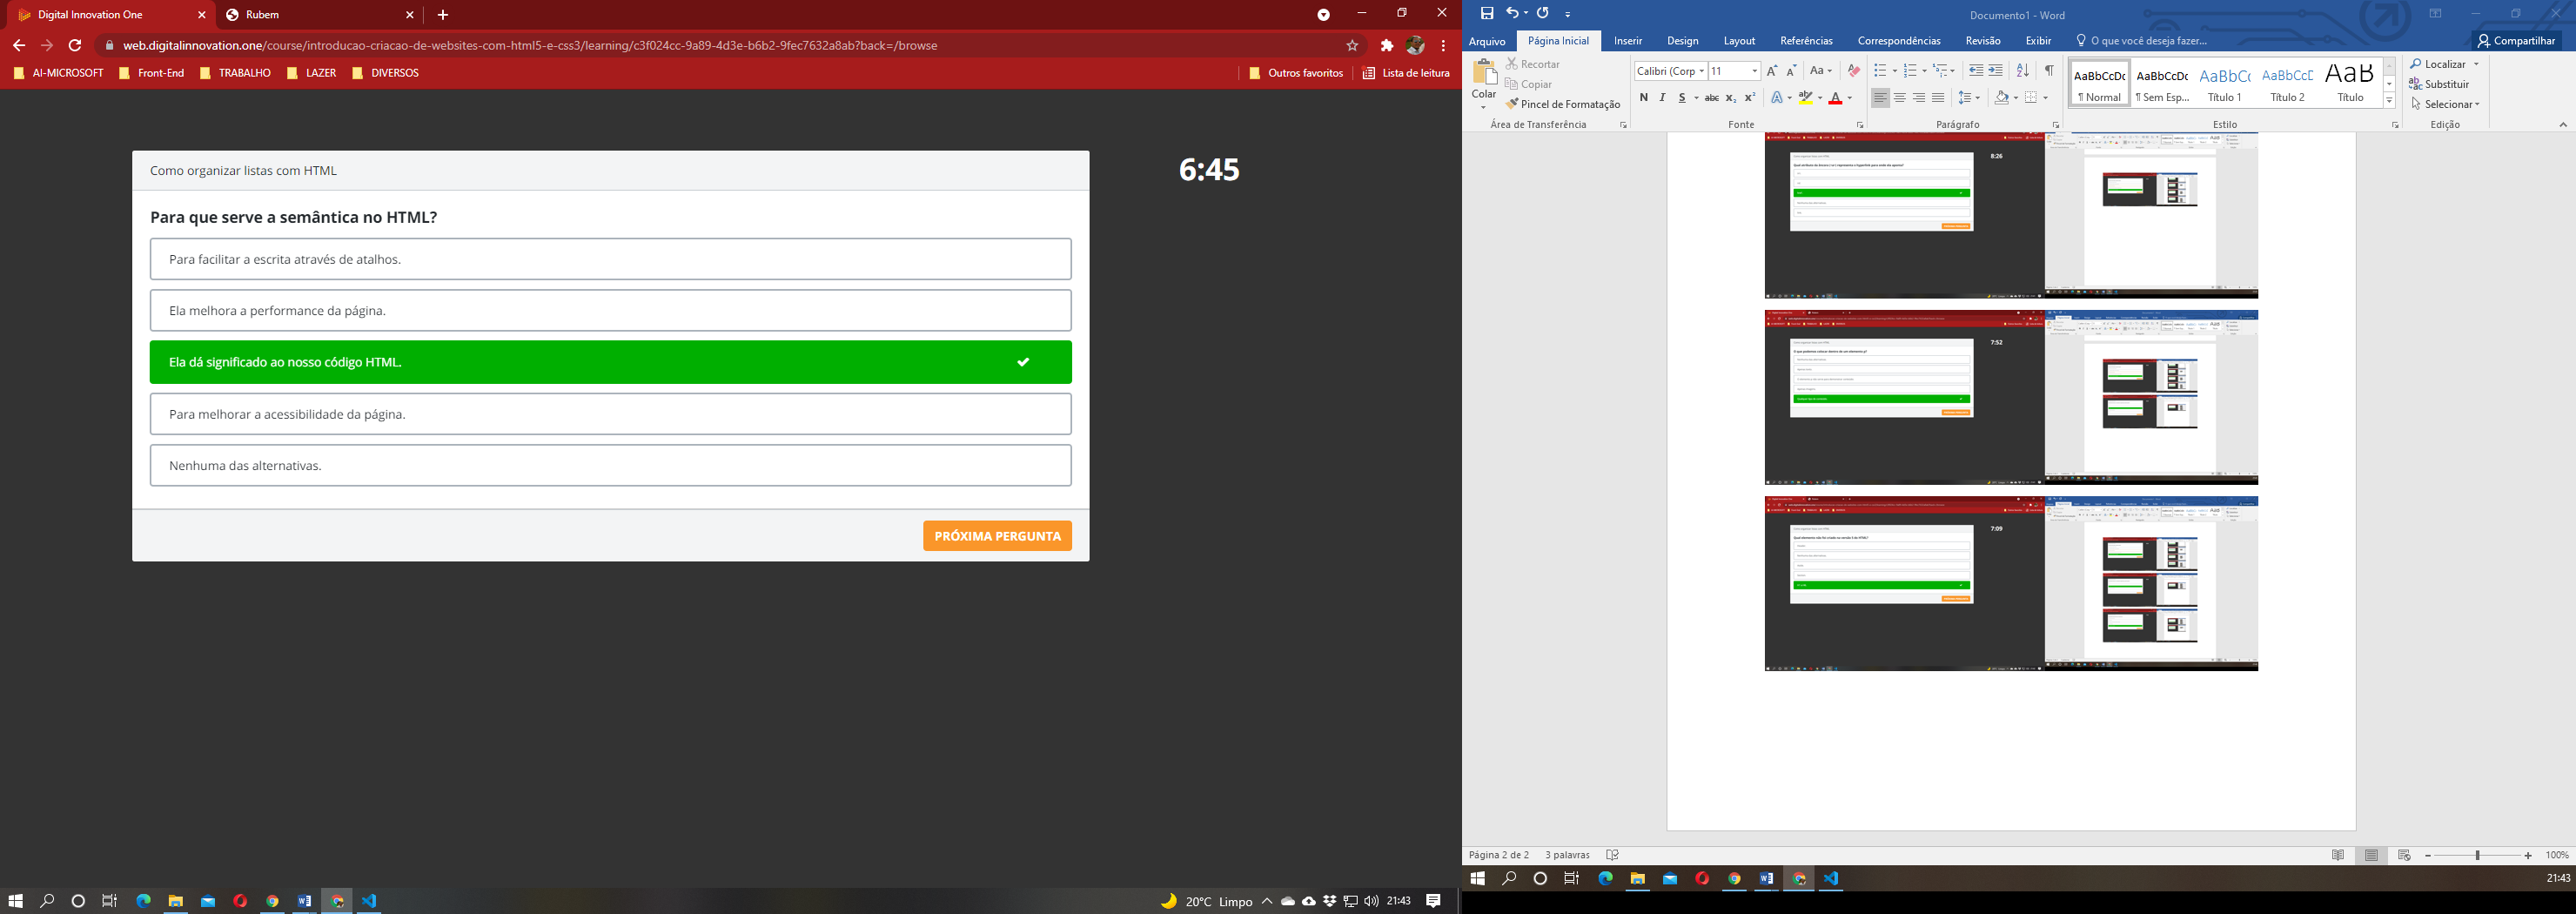 Digital Innovation One
Rubem
web.digitalinnovation.one/course/introducao-criacao-de-websites-com-html5-e-css3/learning/c3f024cc-9a89-4d3e-b6b2-9fec7632a8ab?back=/browse
AI-MICROSOFT
Front-End
TRABALHO
LAZER
DIVERSOS
Outros favoritos
Lista de leitura
Como organizar listas com HTML
6:45
Para que serve a semântica no HTML?
Para facilitar a escrita através de atalhos.
Ela melhora a performance da página.
Ela dá significado ao nosso código HTML.
Para melhorar a acessibilidade da página.
Nenhuma das alternativas.
PRÓXIMA PERGUNTA
20°C Limpo
21:43
Documento1 - Word
Arquivo
Página Inicial
Inserir
Design
Layout
Referências
Correspondências
Revisão
Exibir
O que você deseja fazer...
Compartilhar
Colar
Recortar
Copiar
Pincel de Formatação
Área de Transferência
Calibri (Corp
11
Fonte
Parágrafo
AaBbCcDc
¶ Normal
AaBbCcDc
¶ Sem Esp...
AaBbCc
Título 1
AaBbCcD
Título 2
AaB
Título
Estilo
Localizar
Substituir
Selecionar
Edição
8:26
7:52
7:09
Página 2 de 2
3 palavras
100%
21:43